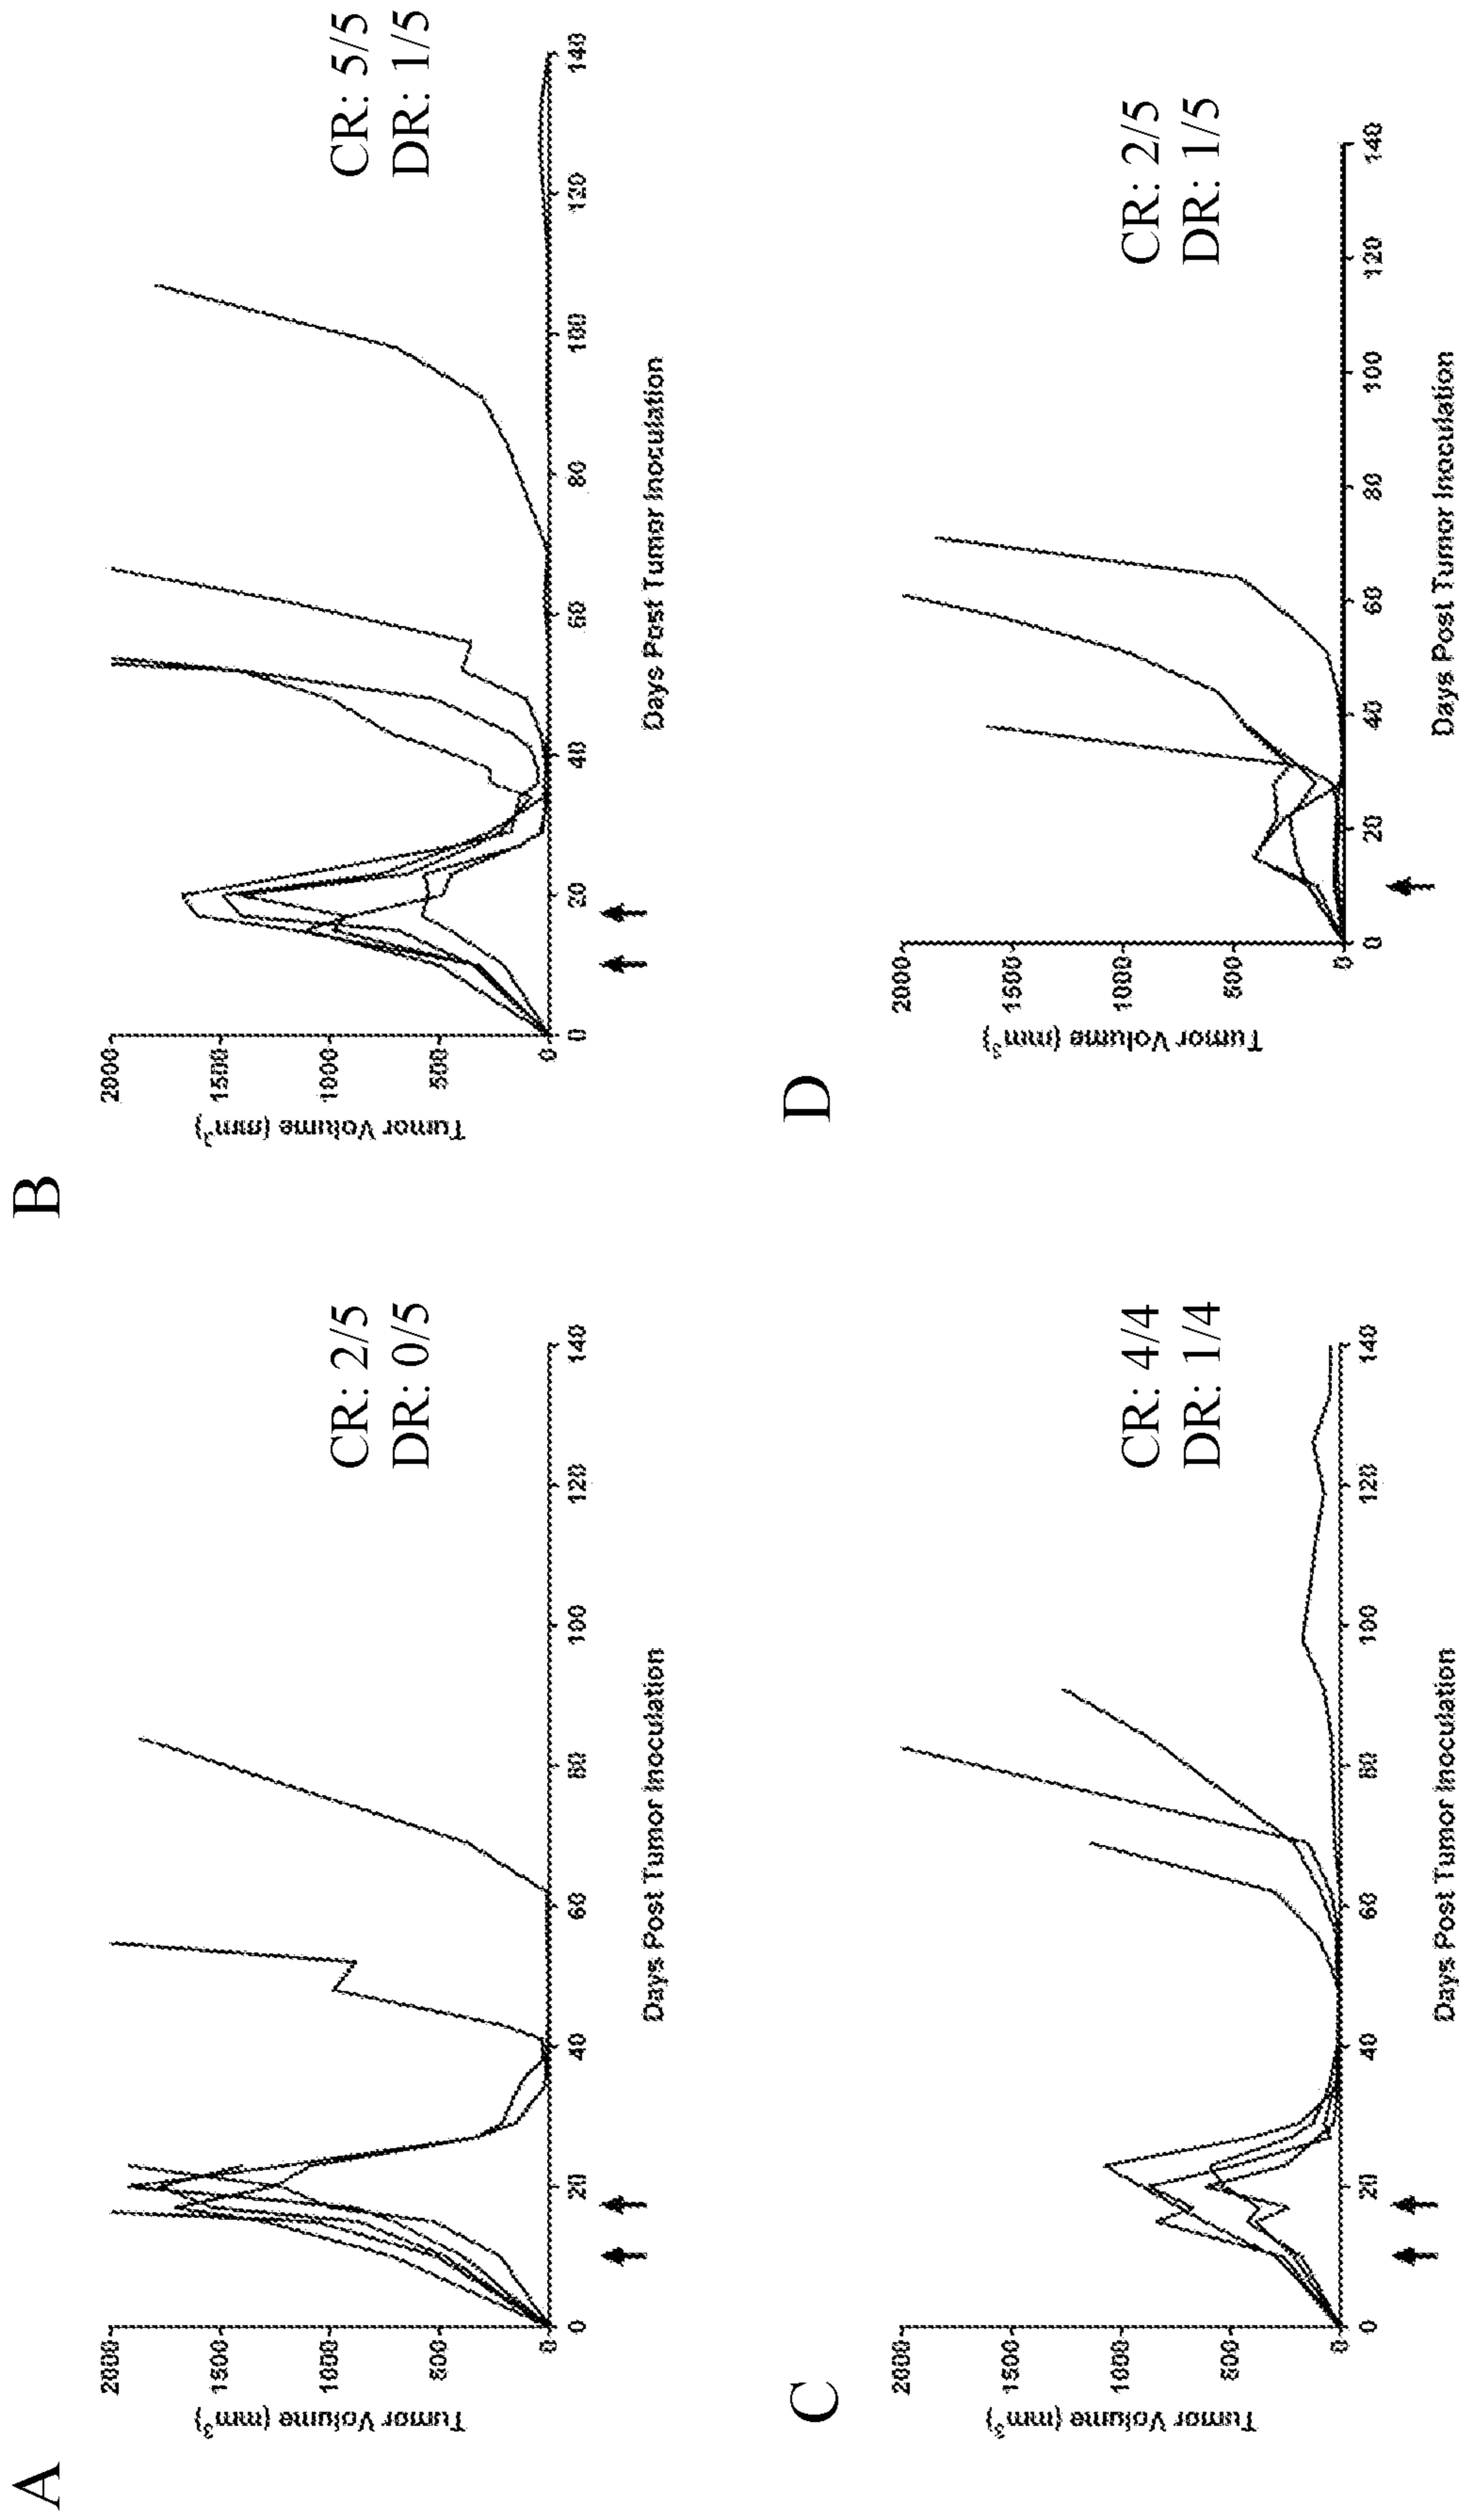 A
Tumor Volume (mm³)
2000
1500
1000
500
0
CR: 2/5
DR: 0/5
0 20 40 60 80 100 120 140
Days Post Tumor Inoculation
B
Tumor Volume (mm³)
2000
1500
1000
500
0
CR: 5/5
DR: 1/5
0 20 40 60 80 100 120 140
Days Post Tumor Inoculation
C
Tumor Volume (mm³)
2000
1500
1000
500
0
CR: 4/4
DR: 1/4
0 20 40 60 80 100 120 140
Days Post Tumor Inoculation
D
Tumor Volume (mm³)
2000
1500
1000
500
0
CR: 2/5
DR: 1/5
0 20 40 60 80 100 120 140
Days Post Tumor Inoculation